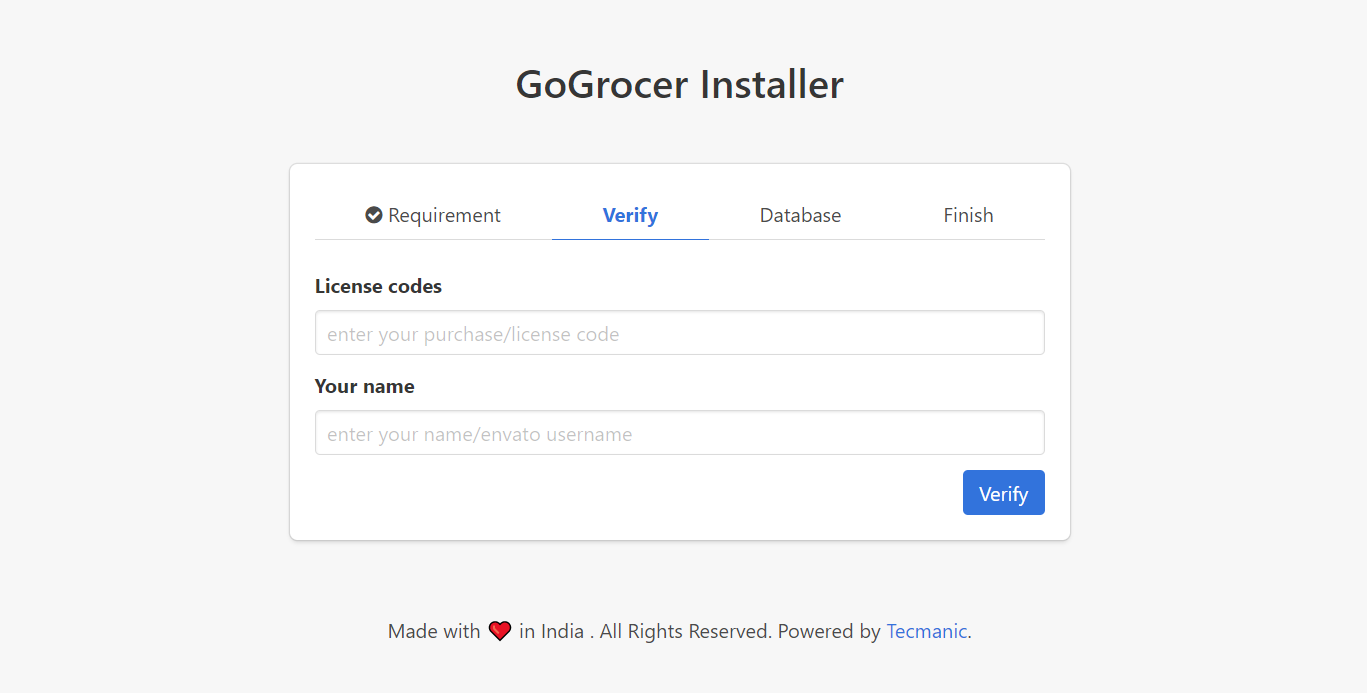 GoGrocer Installer
Requirement Verify Database Finish
License codes
enter your purchase/license code
Your name
enter your name/envato username
Verify
Made with ❤ in India . All Rights Reserved. Powered by Tecmanic.